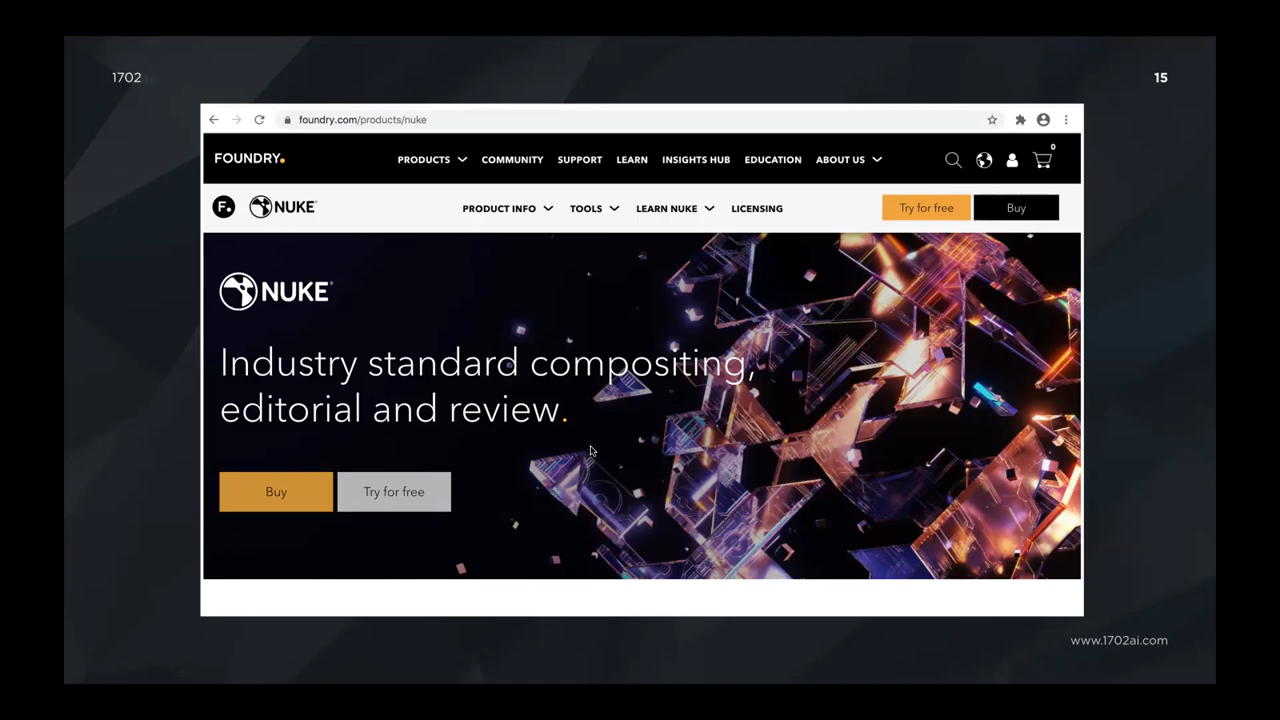 1702
15
foundry.com/products/nuke
FOUNDRY.
PRODUCTS COMMUNITY SUPPORT LEARN INSIGHTS HUB EDUCATION ABOUT US
0
F.
NUKE
PRODUCT INFO TOOLS LEARN NUKE LICENSING
Try for free Buy
NUKE
Industry standard compositing,
editorial and review.
Buy Try for free
www.1702ai.com